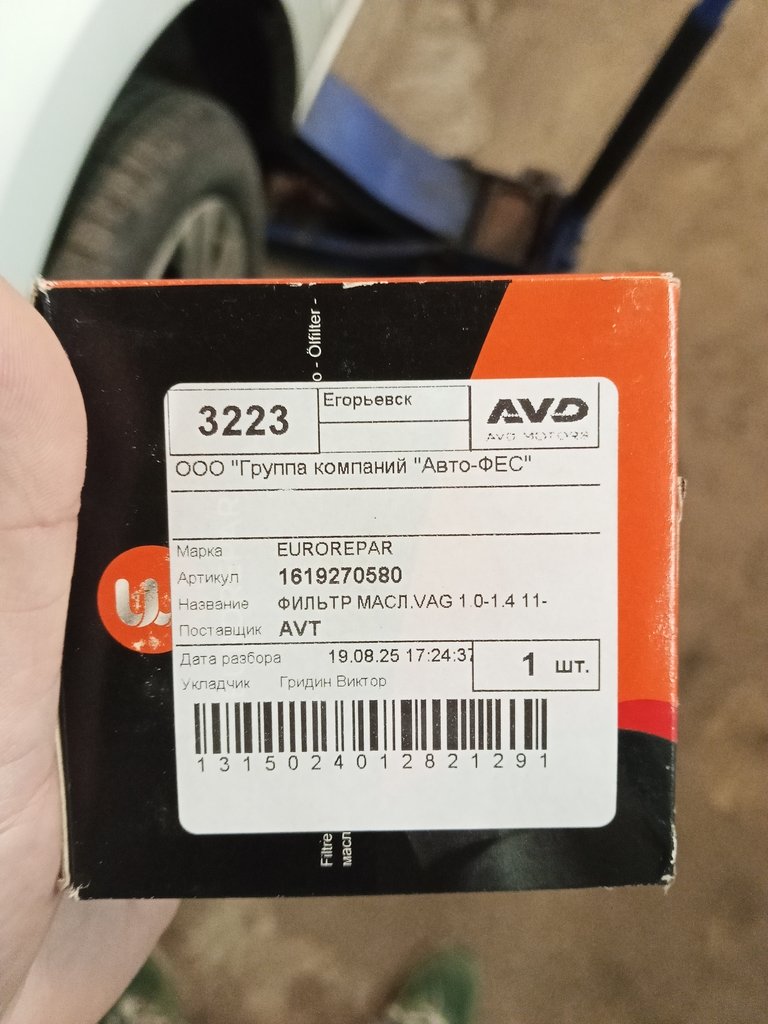 о - Ölfilter -
3223
Егорьевск
AVD
AVD MOTORS
ООО "Группа компаний "Авто-ФЕС"
Марка EUROREPAR
Артикул 1619270580
Название ФИЛЬТР МАСЛ.VAG 1.0-1.4 11-
Поставщик AVT
Дата разбора 19.08.25 17:24:37
1 шт.
Укладчик Гридин Виктор
1315024012821291
Filtre
масл